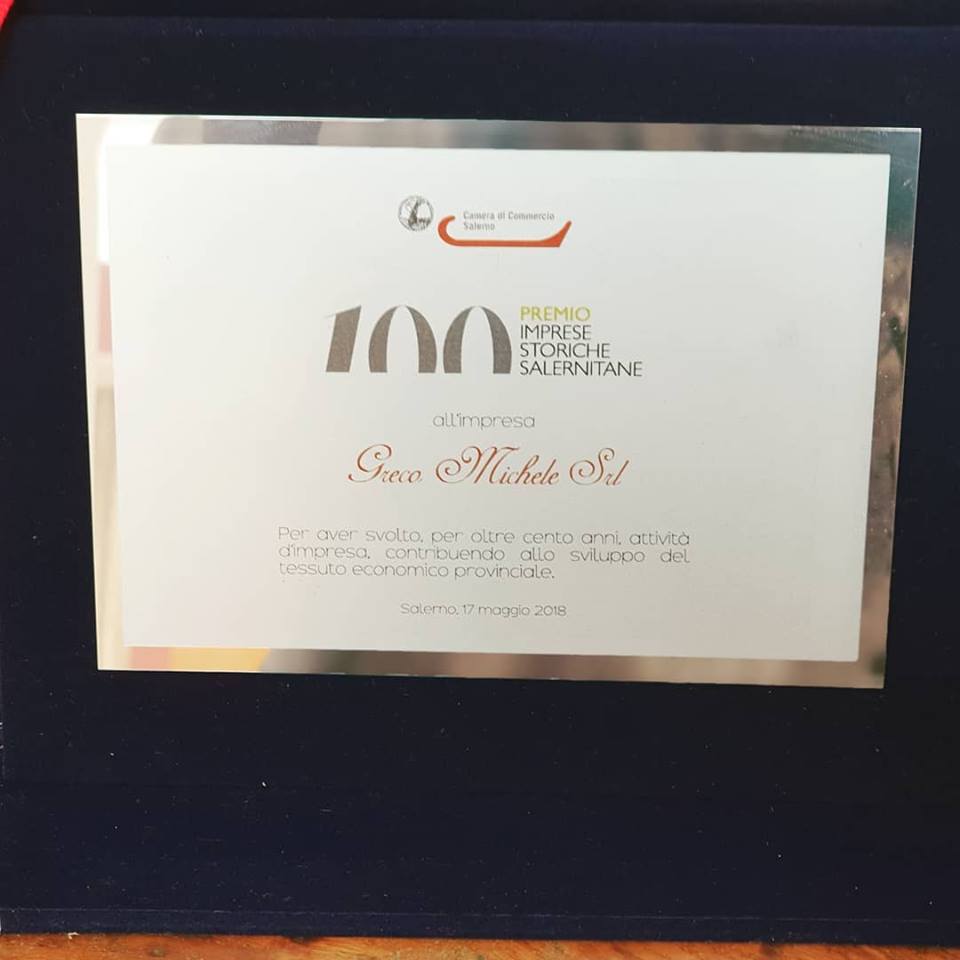 Camera di Commercio
Salerno
100
PREMIO
IMPRESE
STORICHE
SALERNITANE
all'impresa
Greco Michele Srl
Per aver svolto, per oltre cento anni, attività
d'impresa, contribuendo allo sviluppo del
tessuto economico provinciale.
Salerno, 17 maggio 2018